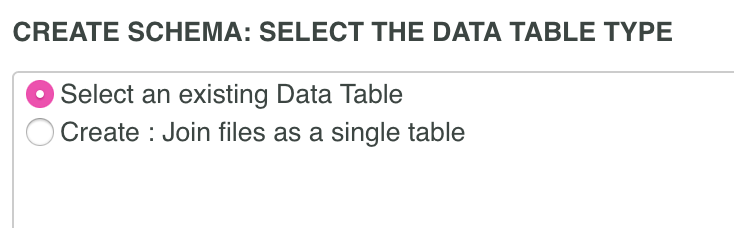 CREATE SCHEMA: SELECT THE DATA TABLE TYPE
Select an existing Data Table
Create : Join files as a single table